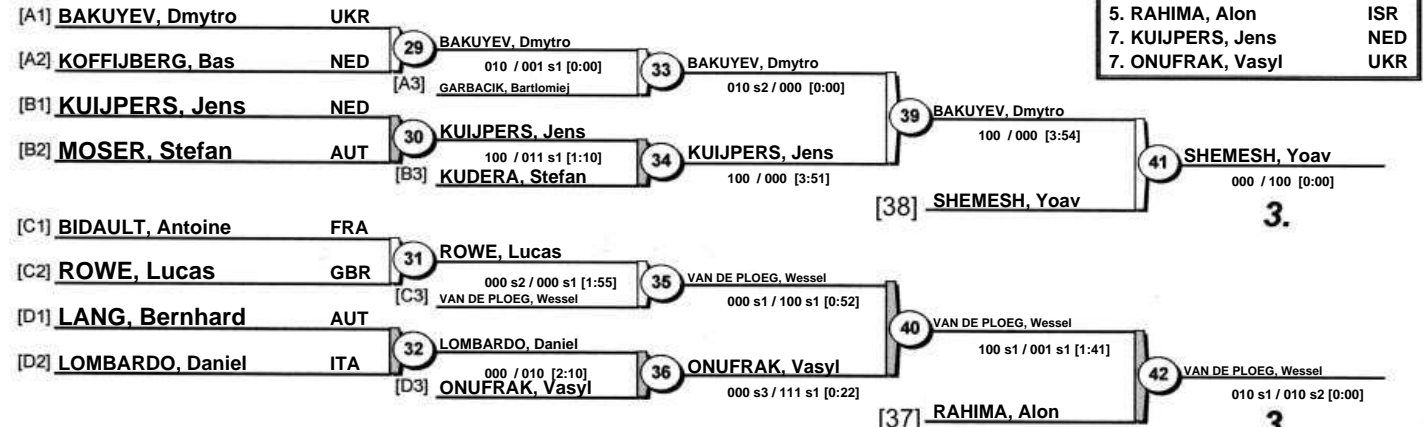 5. RAHIMA, Alon ISR
7. KUIJPERS, Jens NED
7. ONUFRAK, Vasyl UKR
[A1] BAKUYEV, Dmytro UKR
29 BAKUYEV, Dmytro
010 / 001 s1 [0:00]
[A2] KOFFIJBERG, Bas NED
[A3] GARBACIK, Bartlomiej
33 BAKUYEV, Dmytro
010 s2 / 000 [0:00]
[B1] KUIJPERS, Jens NED
30 KUIJPERS, Jens
100 / 011 s1 [1:10]
[B2] MOSER, Stefan AUT
[B3] KUDERA, Stefan
34 KUIJPERS, Jens
100 / 000 [3:51]
39 BAKUYEV, Dmytro
100 / 000 [3:54]
[38] SHEMESH, Yoav
41 SHEMESH, Yoav
000 / 100 [0:00]
3.
[C1] BIDAULT, Antoine FRA
31 ROWE, Lucas
000 s2 / 000 s1 [1:55]
[C2] ROWE, Lucas GBR
[C3] VAN DE PLOEG, Wessel
35 VAN DE PLOEG, Wessel
000 s1 / 100 s1 [0:52]
[D1] LANG, Bernhard AUT
32 LOMBARDO, Daniel
000 / 010 [2:10]
[D2] LOMBARDO, Daniel ITA
[D3] ONUFRAK, Vasyl
36 ONUFRAK, Vasyl
000 s3 / 111 s1 [0:22]
40 VAN DE PLOEG, Wessel
100 s1 / 001 s1 [1:41]
[37] RAHIMA, Alon
42 VAN DE PLOEG, Wessel
010 s1 / 010 s2 [0:00]
3